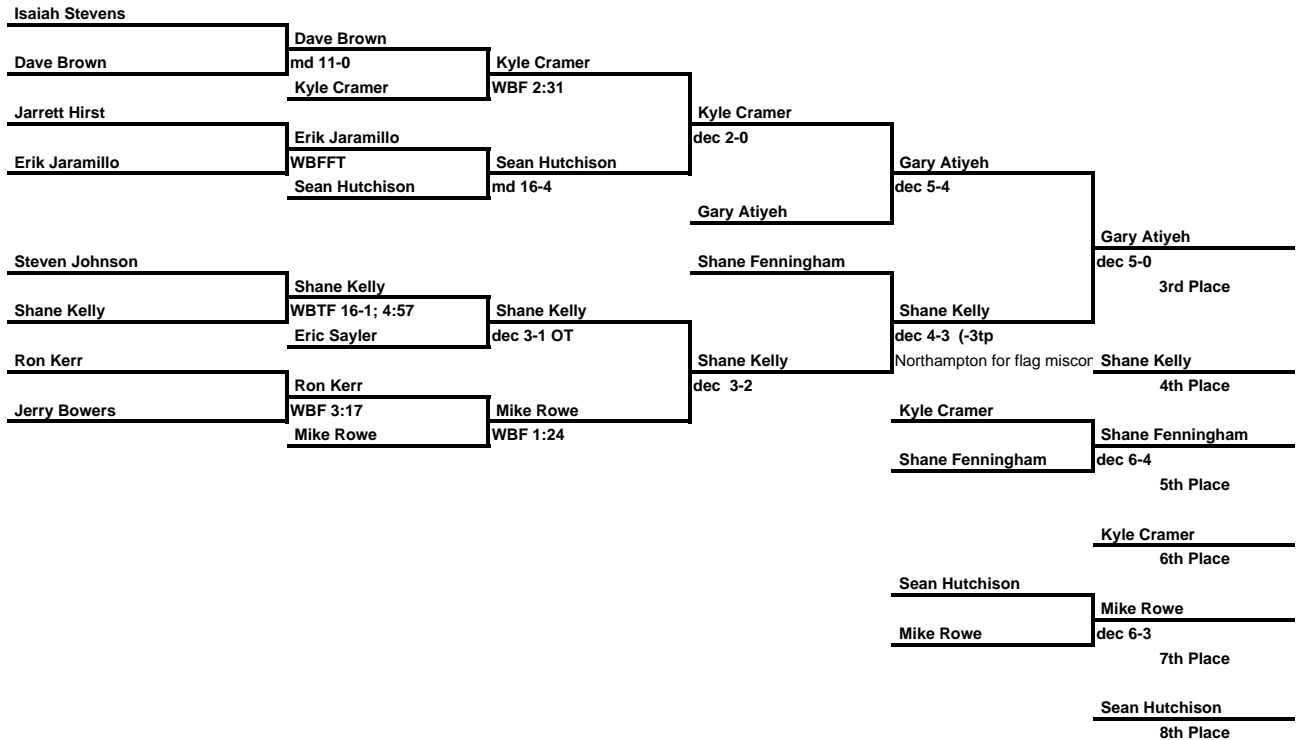 Isaiah Stevens
Dave Brown
Dave Brown
md 11-0
Kyle Cramer
Kyle Cramer
WBF 2:31
Jarrett Hirst
Kyle Cramer
Erik Jaramillo
dec 2-0
Erik Jaramillo
WBFFT
Sean Hutchison
Gary Atiyeh
Sean Hutchison
md 16-4
dec 5-4
Gary Atiyeh
Gary Atiyeh
Steven Johnson
Shane Fenningham
dec 5-0
Shane Kelly
3rd Place
Shane Kelly
WBTF 16-1; 4:57
Shane Kelly
Shane Kelly
Eric Sayler
dec 3-1 OT
dec 4-3 (-3tp
Ron Kerr
Shane Kelly
Northampton for flag miscor
Shane Kelly
Ron Kerr
dec 3-2
4th Place
Jerry Bowers
WBF 3:17
Mike Rowe
Kyle Cramer
Mike Rowe
WBF 1:24
Shane Fenningham
Shane Fenningham
dec 6-4
5th Place
Kyle Cramer
6th Place
Sean Hutchison
Mike Rowe
Mike Rowe
dec 6-3
7th Place
Sean Hutchison
8th Place